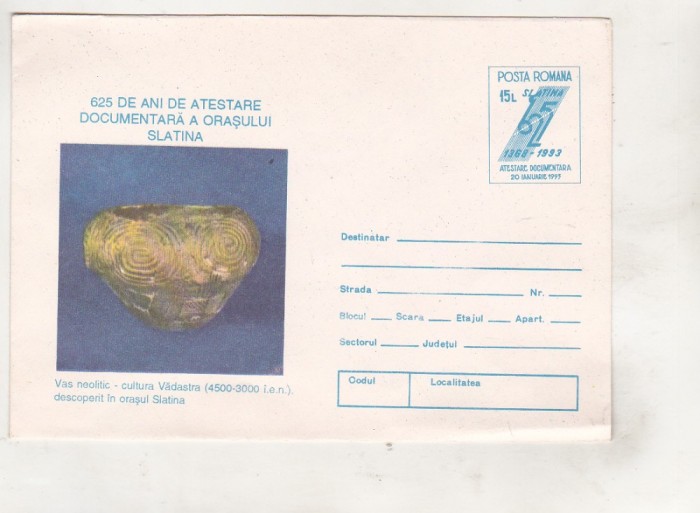 625 DE ANI DE ATESTARE
DOCUMENTARĂ A ORAŞULUI
SLATINA
POSTA ROMANA
15L SLATINA
625
1368-1993
ATESTARE DOCUMENTARA
20 IANUARIE 1993
Destinatar
Strada Nr.
Blocul Scara Etajul Apart.
Sectorul Judeţul
Codul Localitatea
Vas neolitic - cultura Vădastra (4500-3000 î.e.n.).
descoperit în oraşul Slatina